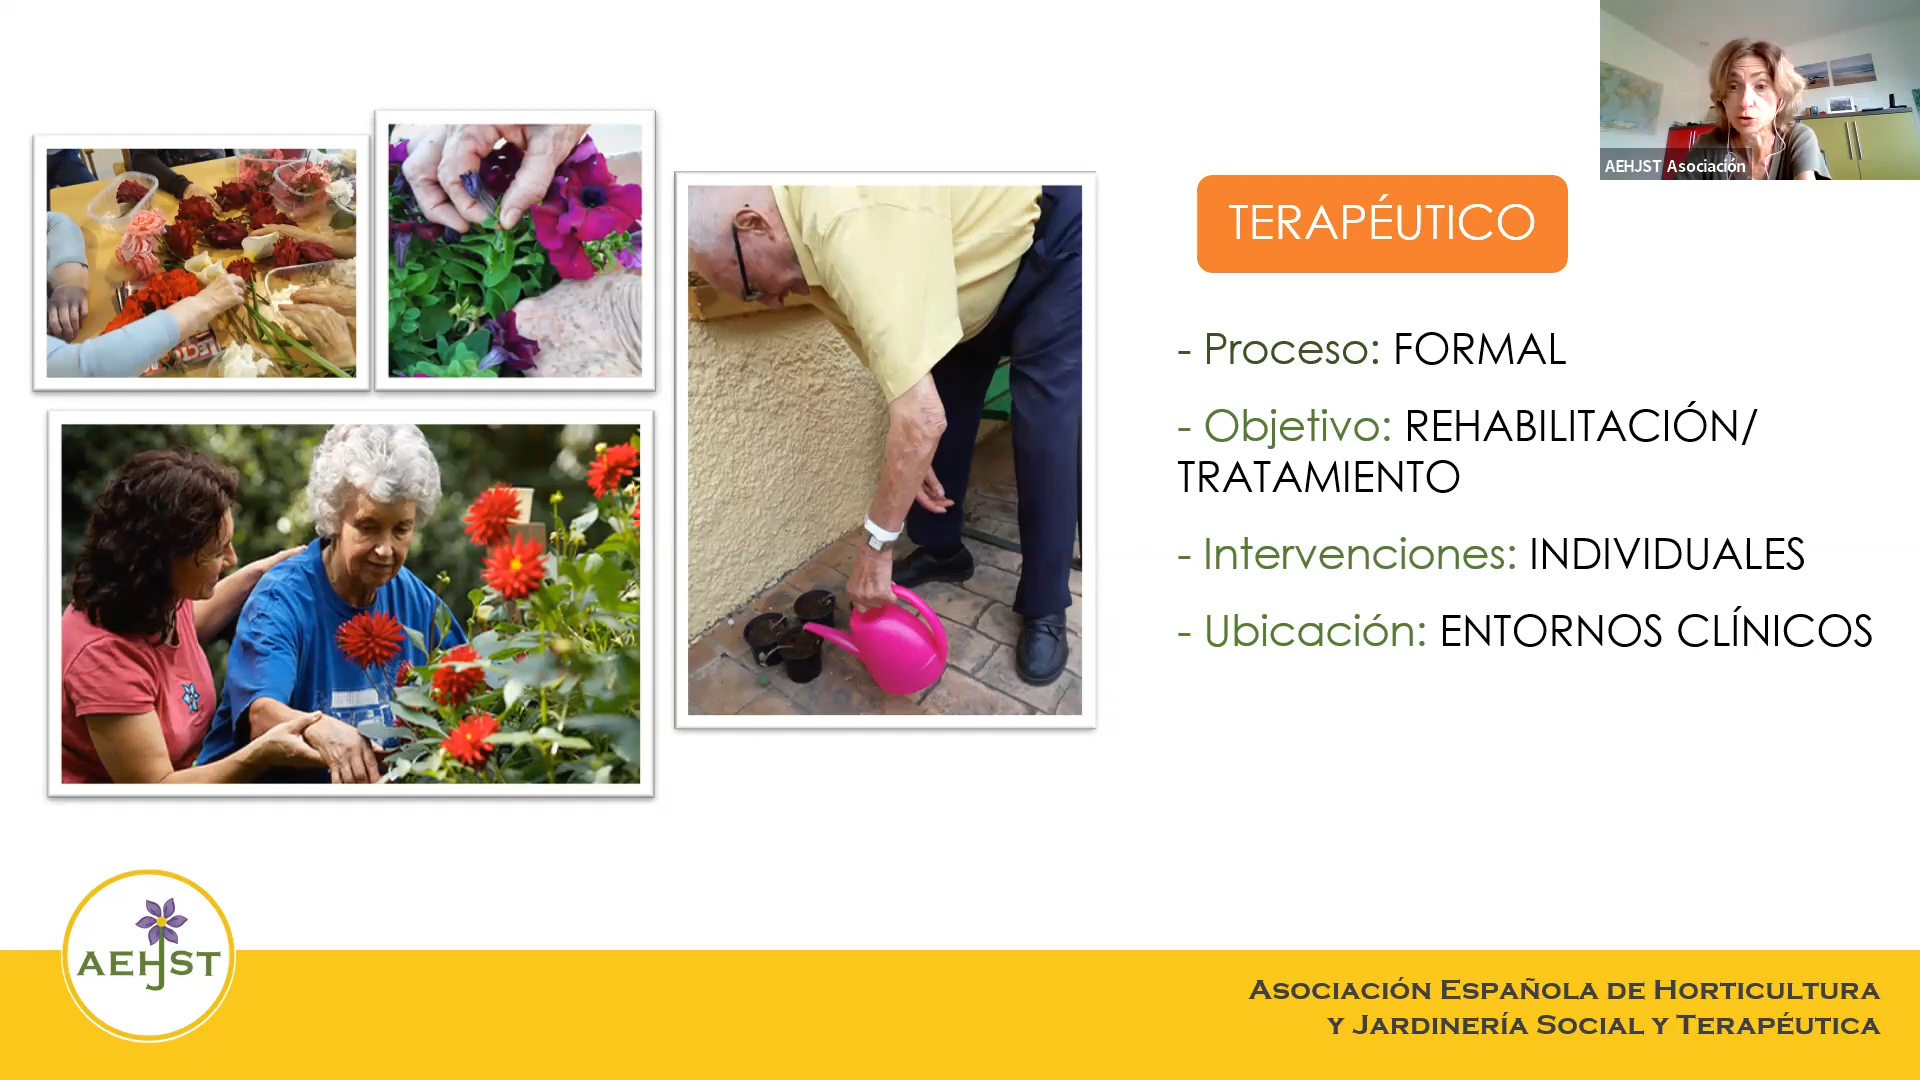 AEHJST Asociación
TERAPÉUTICO
- Proceso: FORMAL
- Objetivo: REHABILITACIÓN/
TRATAMIENTO
- Intervenciones: INDIVIDUALES
- Ubicación: ENTORNOS CLÍNICOS
AEHJST
ASOCIACIÓN ESPAÑOLA DE HORTICULTURA
Y JARDINERÍA SOCIAL Y TERAPÉUTICA